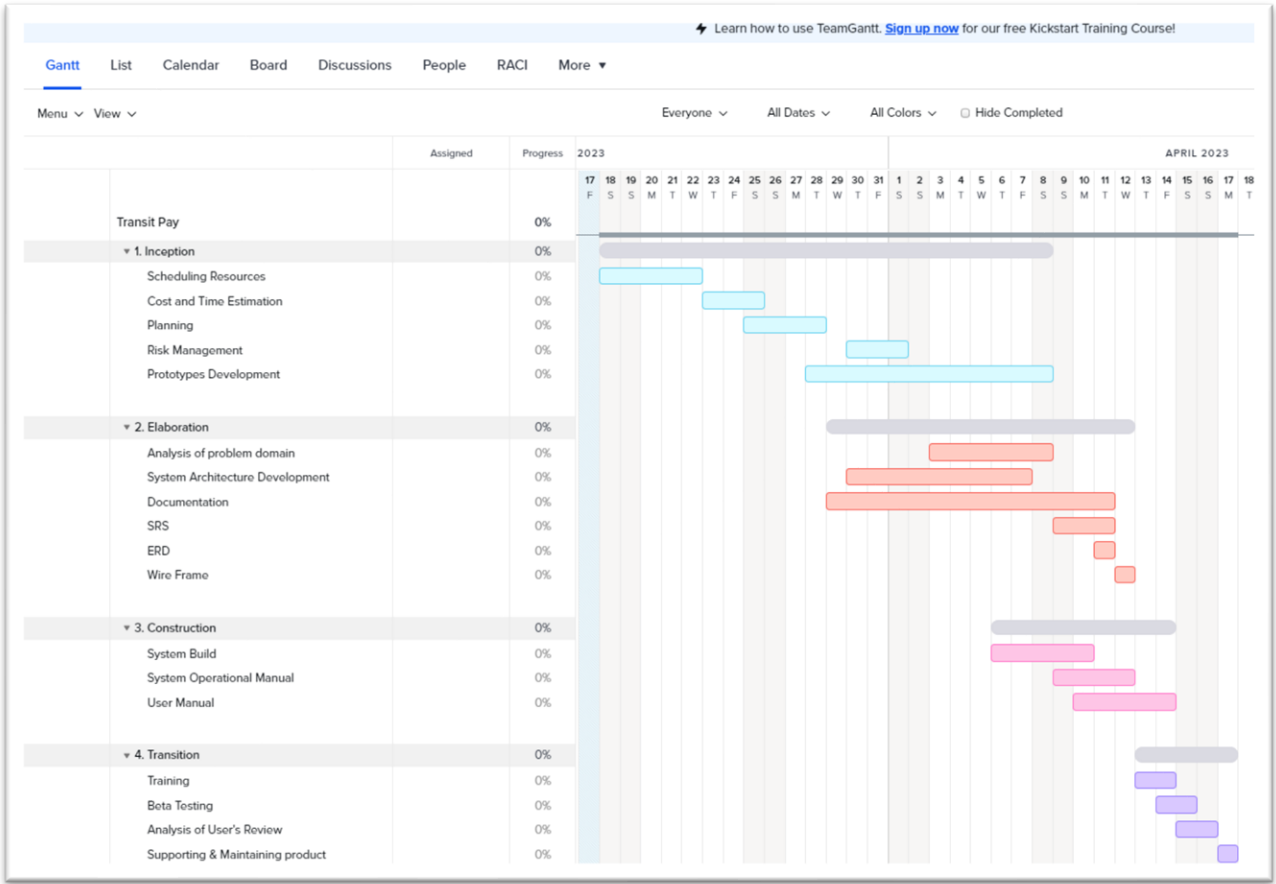 Learn how to use TeamGantt. Sign up now for our free Kickstart Training Course!
Gantt List Calendar Board Discussions People RACI More
Menu View Everyone All Dates All Colors Hide Completed
Assigned Progress 2023 APRIL 2023
17 18 19 20 21 22 23 24 25 26 27 28 29 30 31 1 2 3 4 5 6 7 8 9 10 11 12 13 14 15 16 17 18
F S S M T W T F S S M T W T F S S M T W T F S S M T W T F S S M T
Transit Pay 0%
1. Inception 0%
Scheduling Resources 0%
Cost and Time Estimation 0%
Planning 0%
Risk Management 0%
Prototypes Development 0%
2. Elaboration 0%
Analysis of problem domain 0%
System Architecture Development 0%
Documentation 0%
SRS 0%
ERD 0%
Wire Frame 0%
3. Construction 0%
System Build 0%
System Operational Manual 0%
User Manual 0%
4. Transition 0%
Training 0%
Beta Testing 0%
Analysis of User's Review 0%
Supporting & Maintaining product 0%